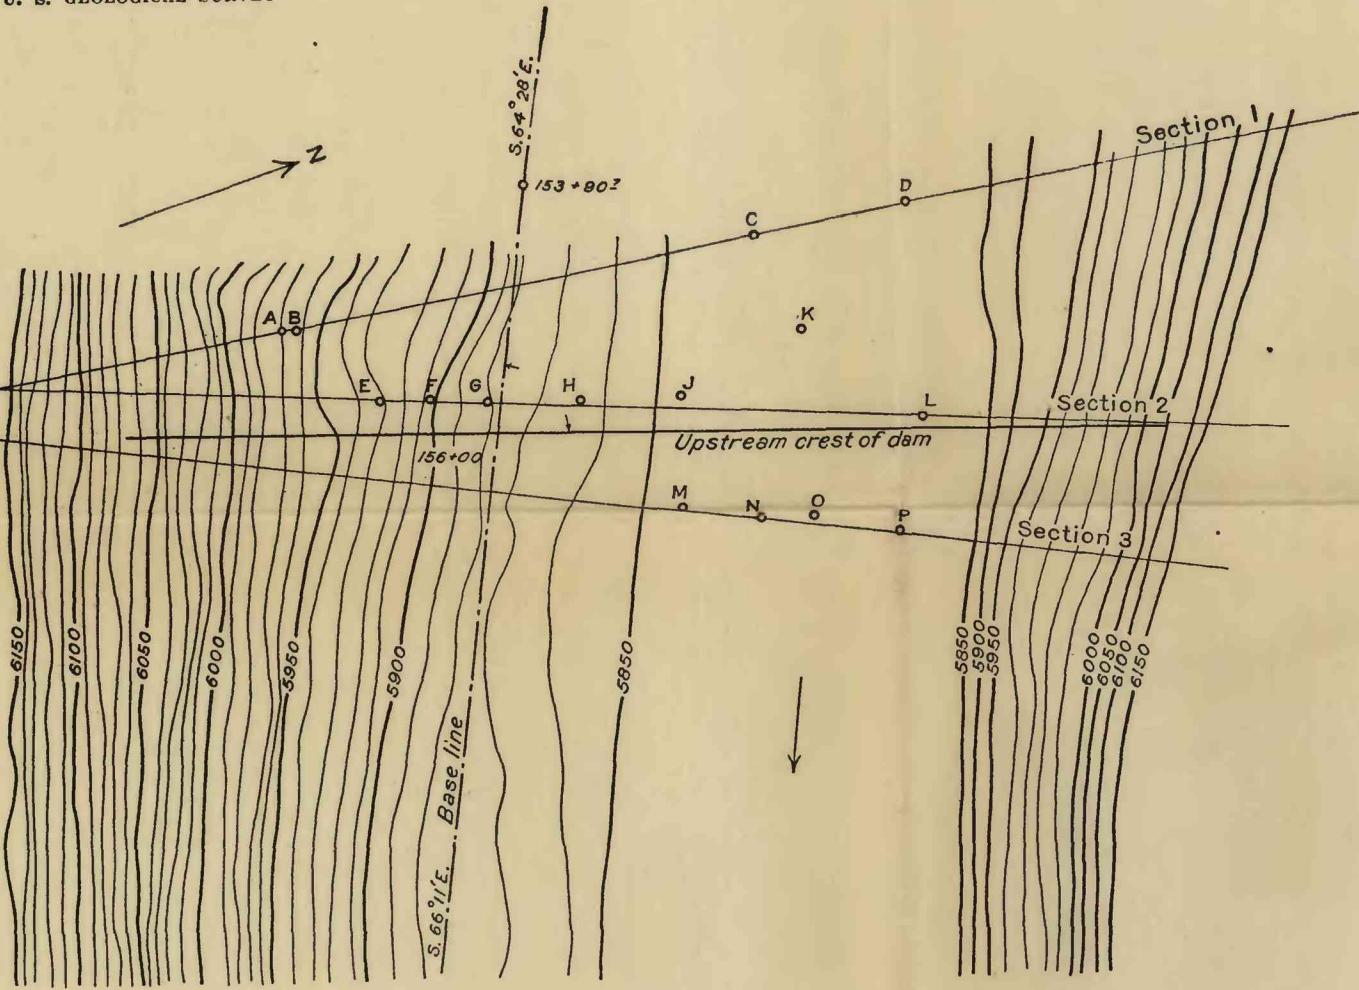 U. S. GEOLOGICAL SURVEY
S. 64° 28' E.
Section 1
N
153+90²
D
C
A B
K
E F G H J
L
Section 2
Upstream crest of dam
156+00
M N O P
Section 3
6150 6100 6050 6000 5950 5900 5850
5850 5900 5950 6000 6050 6100 6150
S. 66° 11' E. Base line